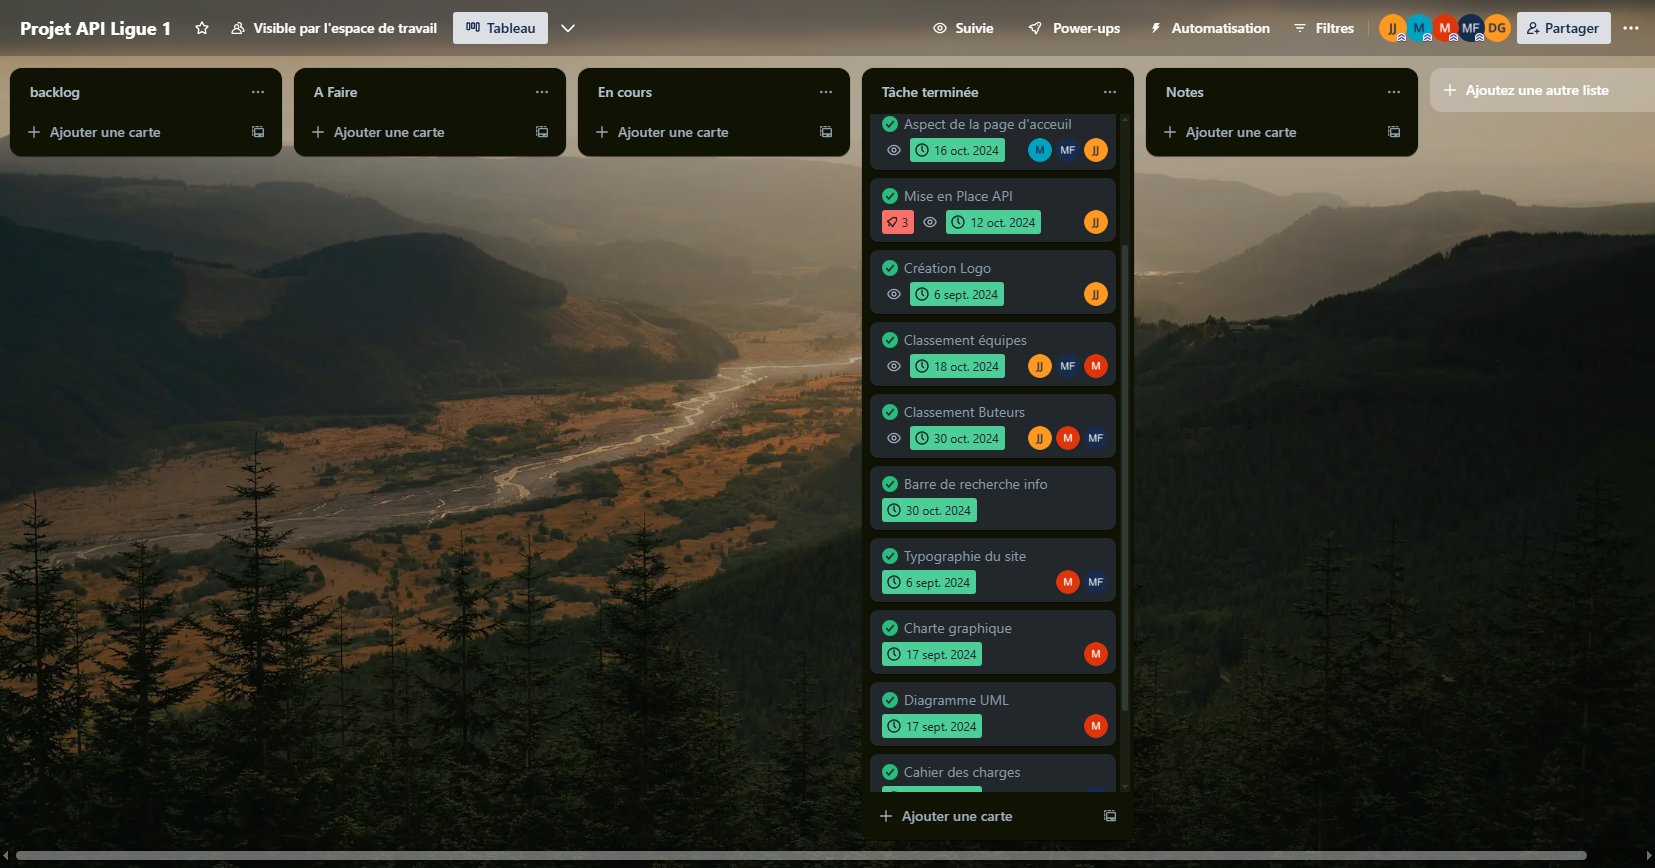 Projet API Ligue 1
Visible par l'espace de travail
Tableau
Suivie
Power-ups
Automatisation
Filtres
JJ
M
M
MF
DG
Partager
backlog
Ajouter une carte
A Faire
Ajouter une carte
En cours
Ajouter une carte
Tâche terminée
Aspect de la page d'acceuil
16 oct. 2024
M
MF
JJ
Mise en Place API
3
12 oct. 2024
JJ
Création Logo
6 sept. 2024
JJ
Classement équipes
18 oct. 2024
JJ
MF
M
Classement Buteurs
30 oct. 2024
JJ
M
MF
Barre de recherche info
30 oct. 2024
Typographie du site
6 sept. 2024
M
MF
Charte graphique
17 sept. 2024
M
Diagramme UML
17 sept. 2024
M
Cahier des charges
Ajouter une carte
Notes
Ajouter une carte
Ajoutez une autre liste